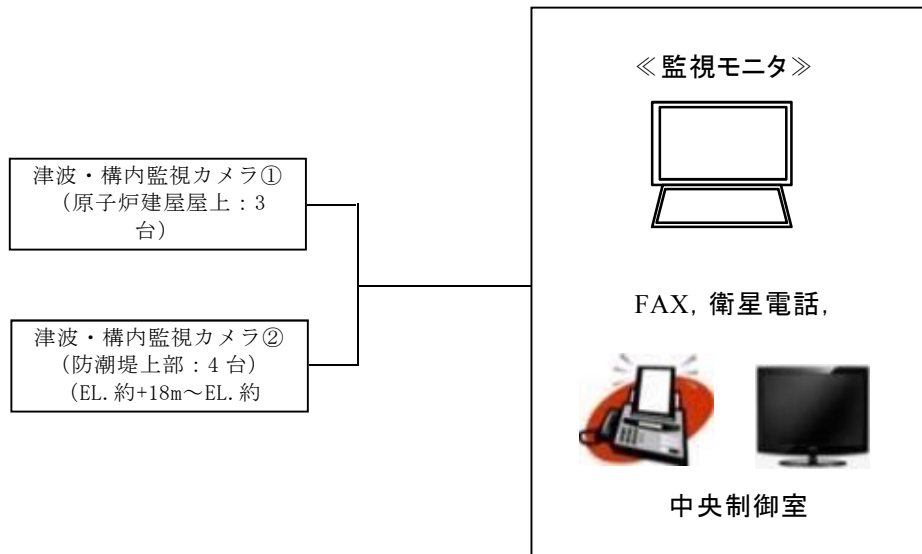 津波・構内監視カメラ①
（原子炉建屋屋上：3
台）
津波・構内監視カメラ②
（防潮堤上部：4 台）
（EL.約+18m～EL.約
≪監視モニタ≫
FAX，衛星電話，
中央制御室